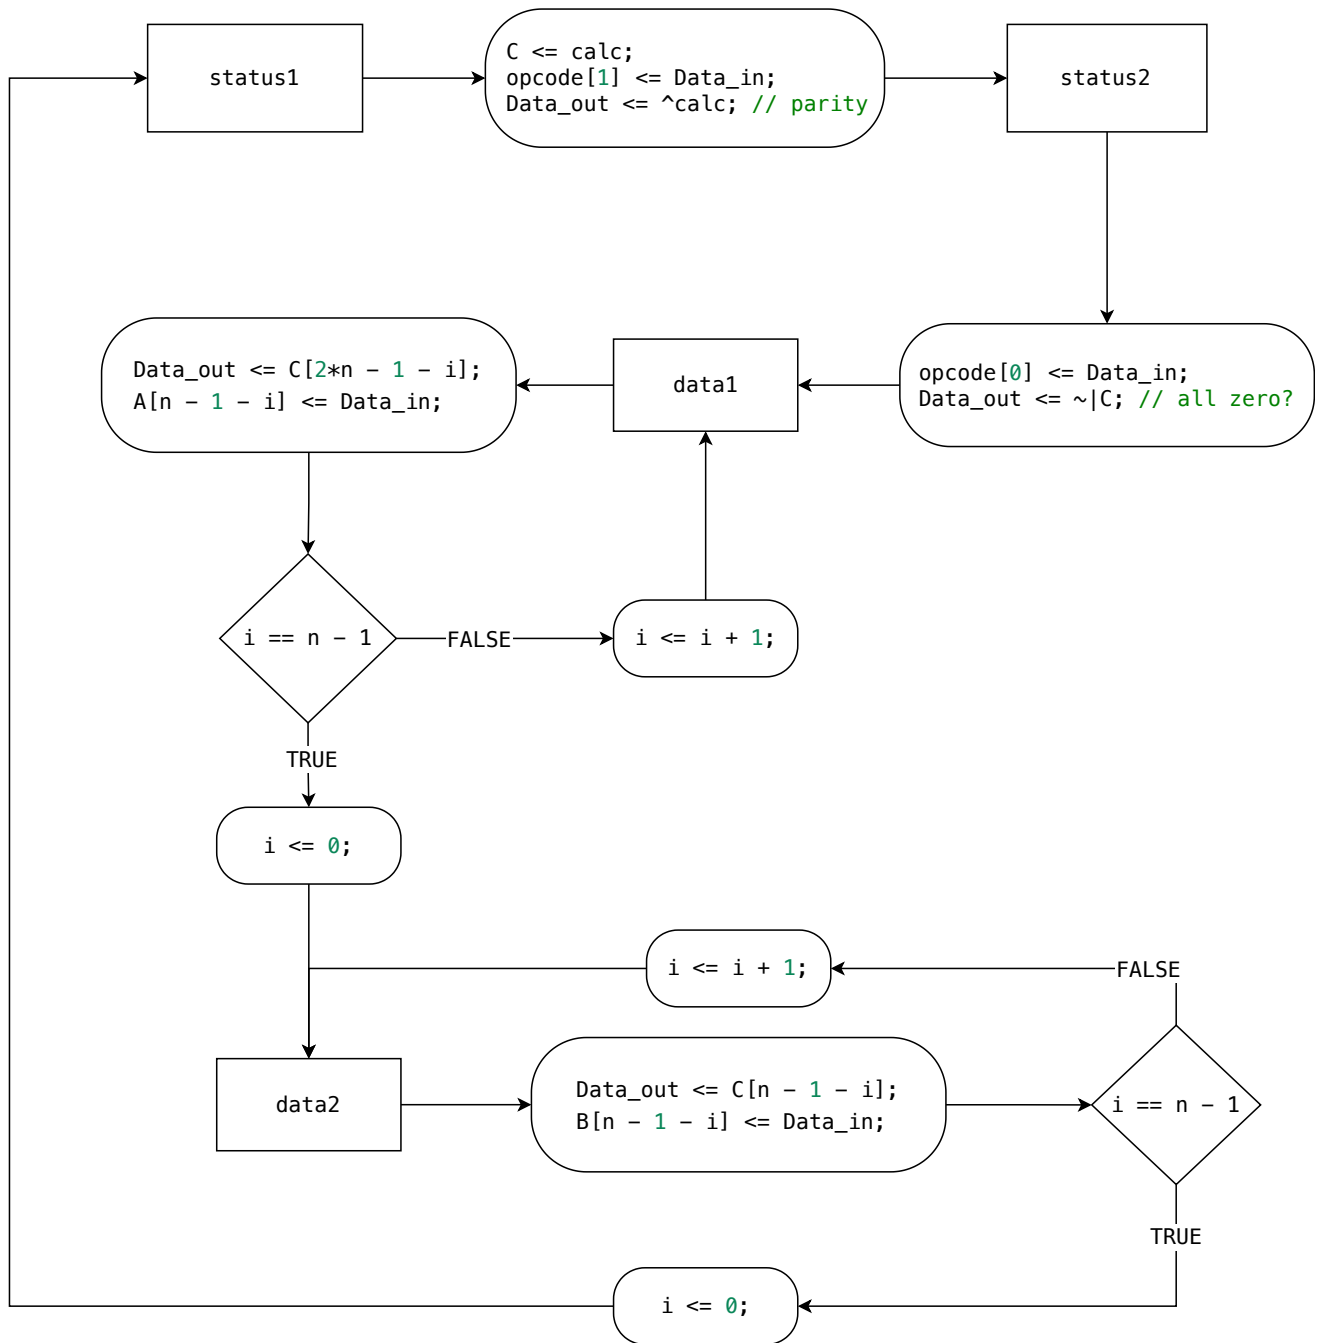 status1
C <= calc;
opcode[1] <= Data_in;
Data_out <= ^calc; // parity
status2
Data_out <= C[2*n − 1 − i];
A[n − 1 − i] <= Data_in;
data1
opcode[0] <= Data_in;
Data_out <= ~|C; // all zero?
i == n − 1
FALSE
i <= i + 1;
TRUE
i <= 0;
i <= i + 1;
FALSE
data2
Data_out <= C[n − 1 − i];
B[n − 1 − i] <= Data_in;
i == n − 1
TRUE
i <= 0;